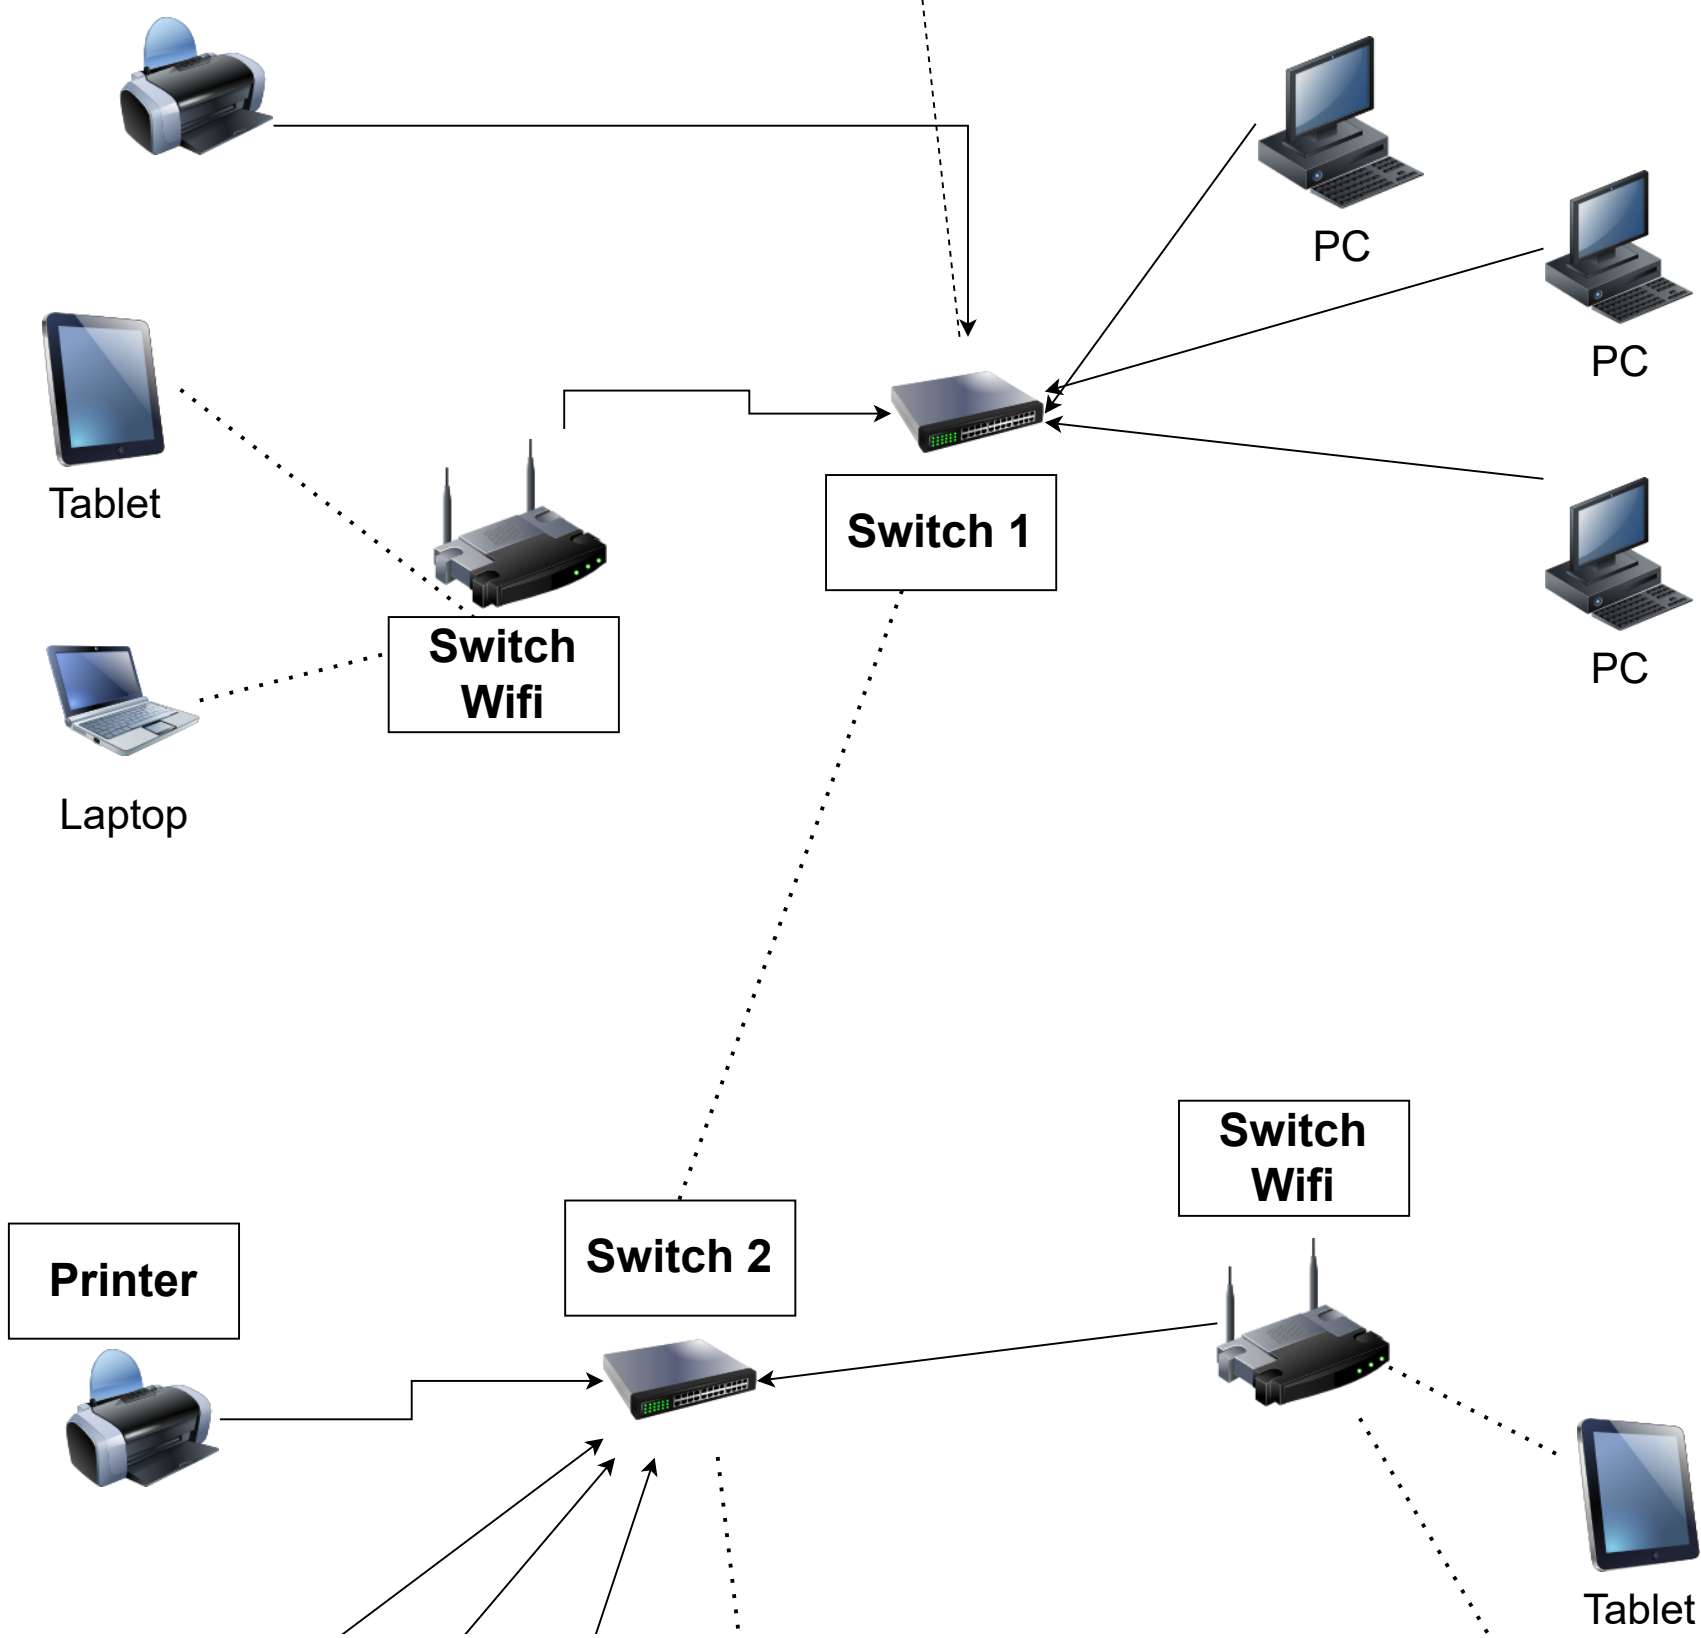 PC
PC
Tablet
Switch 1
Switch
Wifi
PC
Laptop
Switch
Wifi
Switch 2
Printer
Tablet